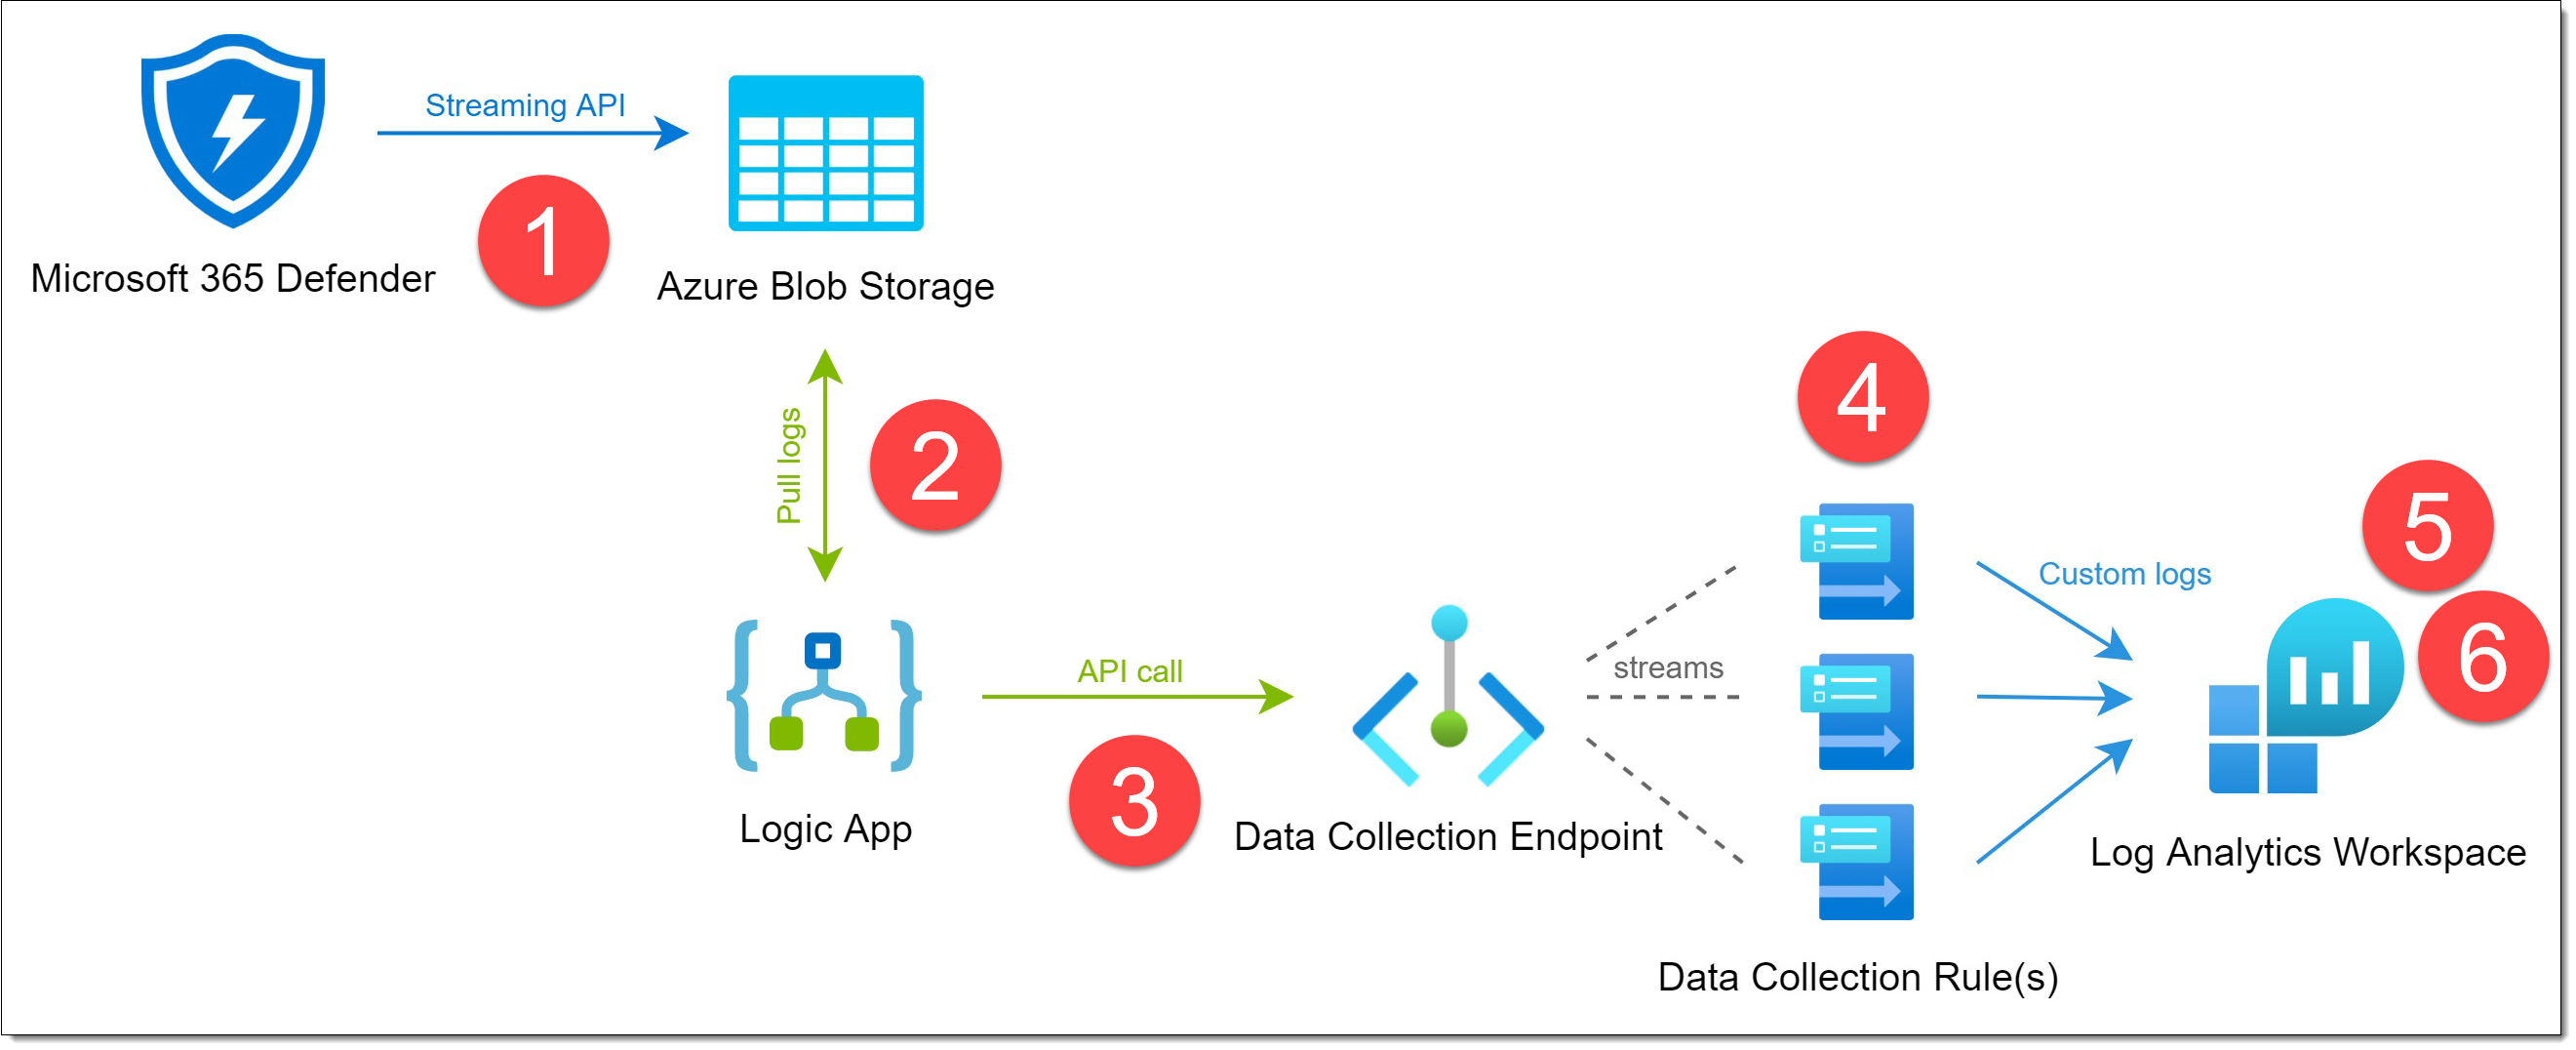 Streaming API
1
Microsoft 365 Defender
Azure Blob Storage
Pull logs
2
Logic App
API call
3
Data Collection Endpoint
streams
4
Data Collection Rule(s)
Custom logs
5
6
Log Analytics Workspace